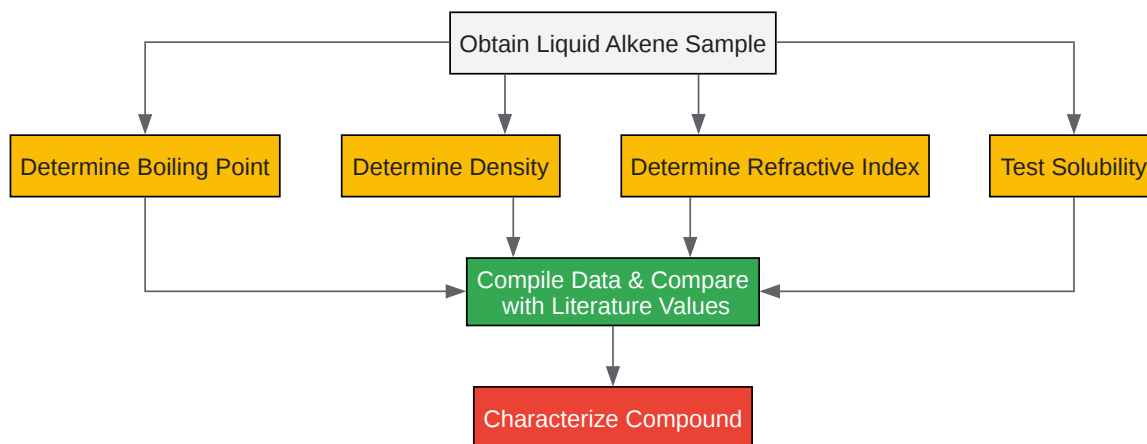 Obtain Liquid Alkene Sample
Determine Boiling Point
Determine Density
Determine Refractive Index
Test Solubility
Compile Data & Compare
with Literature Values
Characterize Compound